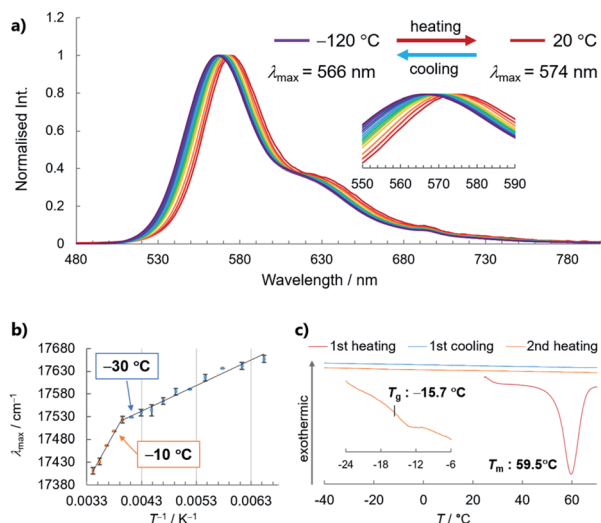 a)
−120 °C
heating
cooling
20 °C
λmax = 566 nm
λmax = 574 nm
Normalised Int.
1.2
1
0.8
0.6
0.4
0.2
0
550 560 570 580 590
480 530 580 630 680 730 780
Wavelength / nm
b)
λmax / cm−1
17680
17630
17580
17530
17480
17430
17380
−30 °C
−10 °C
0.0033 0.0043 0.0053 0.0063
T−1 / K−1
c)
1st heating 1st cooling 2nd heating
exothermic
Tg : −15.7 °C
-24 -15 -6
Tm : 59.5°C
-40 -20 0 20 40 60
T / °C